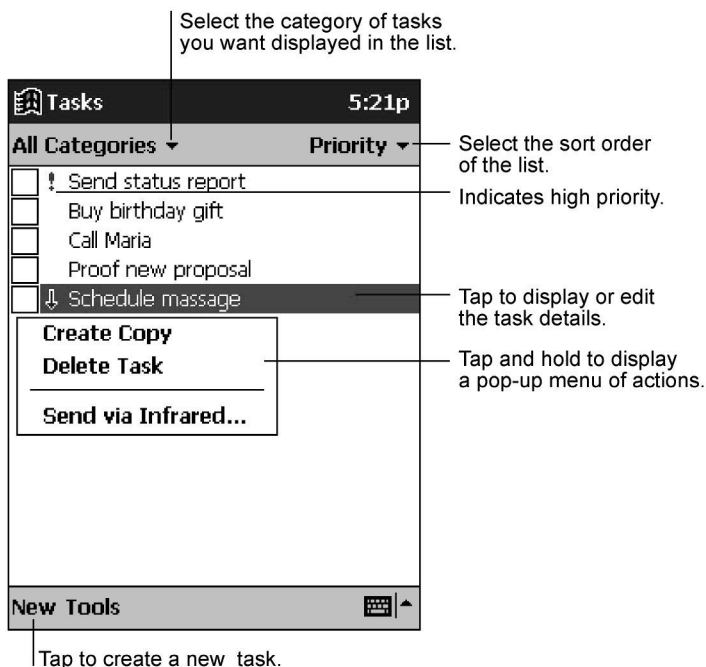 Select the category of tasks
you want displayed in the list.
Tasks 5:21p
All Categories Priority
Select the sort order
of the list.
! Send status report
Indicates high priority.
Buy birthday gift
Call Maria
Proof new proposal
Schedule massage
Tap to display or edit
the task details.
Create Copy
Delete Task
Send via Infrared...
Tap and hold to display
a pop-up menu of actions.
New Tools
Tap to create a new task.